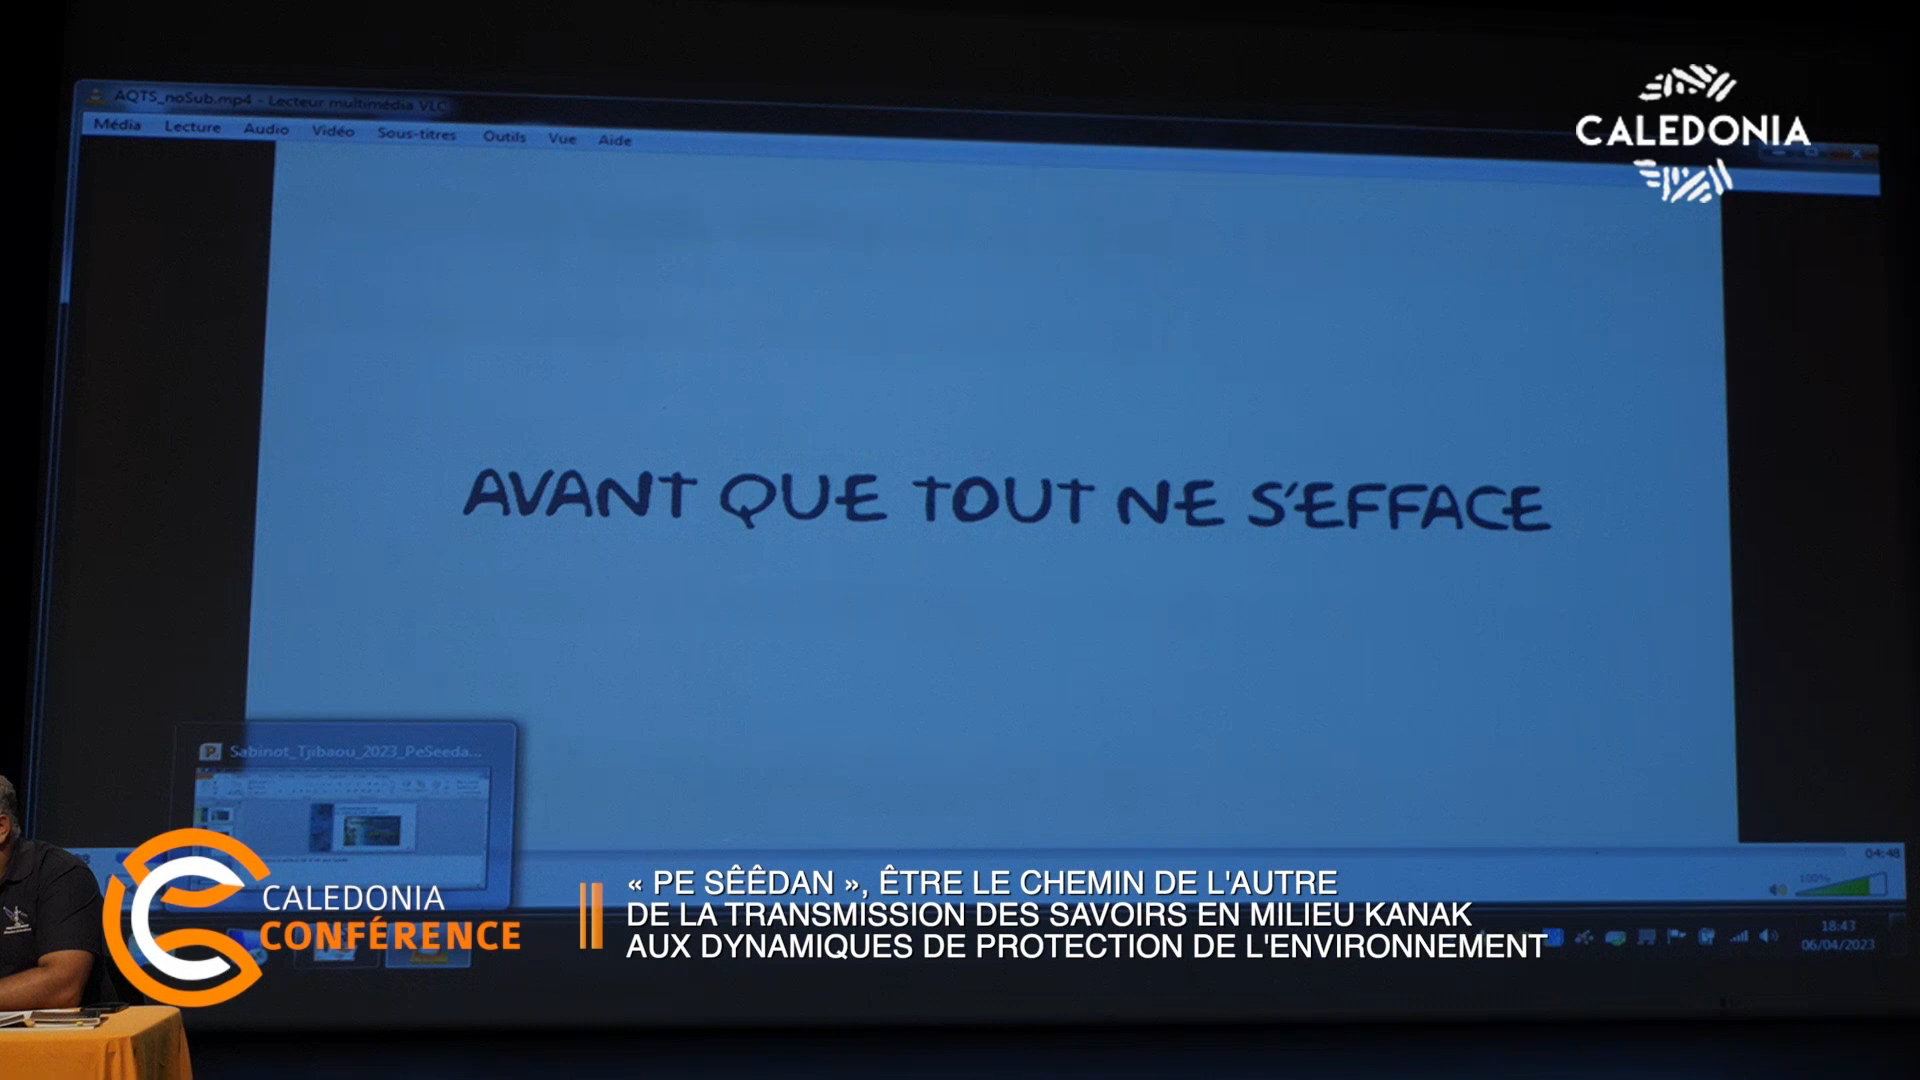 AQTS_noSub.mp4 - Lecteur multimédia VLC
Média Lecture Audio Vidéo Sous-titres Outils Vue Aide
CALEDONIA
AVANT QUE TOUT NE S'EFFACE
Sabinot_Tjibaou_2023_PeSeeda...
04:48
100%
CALEDONIA
CONFÉRENCE
« PE SÊÊDAN », ÊTRE LE CHEMIN DE L'AUTRE
DE LA TRANSMISSION DES SAVOIRS EN MILIEU KANAK
AUX DYNAMIQUES DE PROTECTION DE L'ENVIRONNEMENT
18:43
06/04/2023